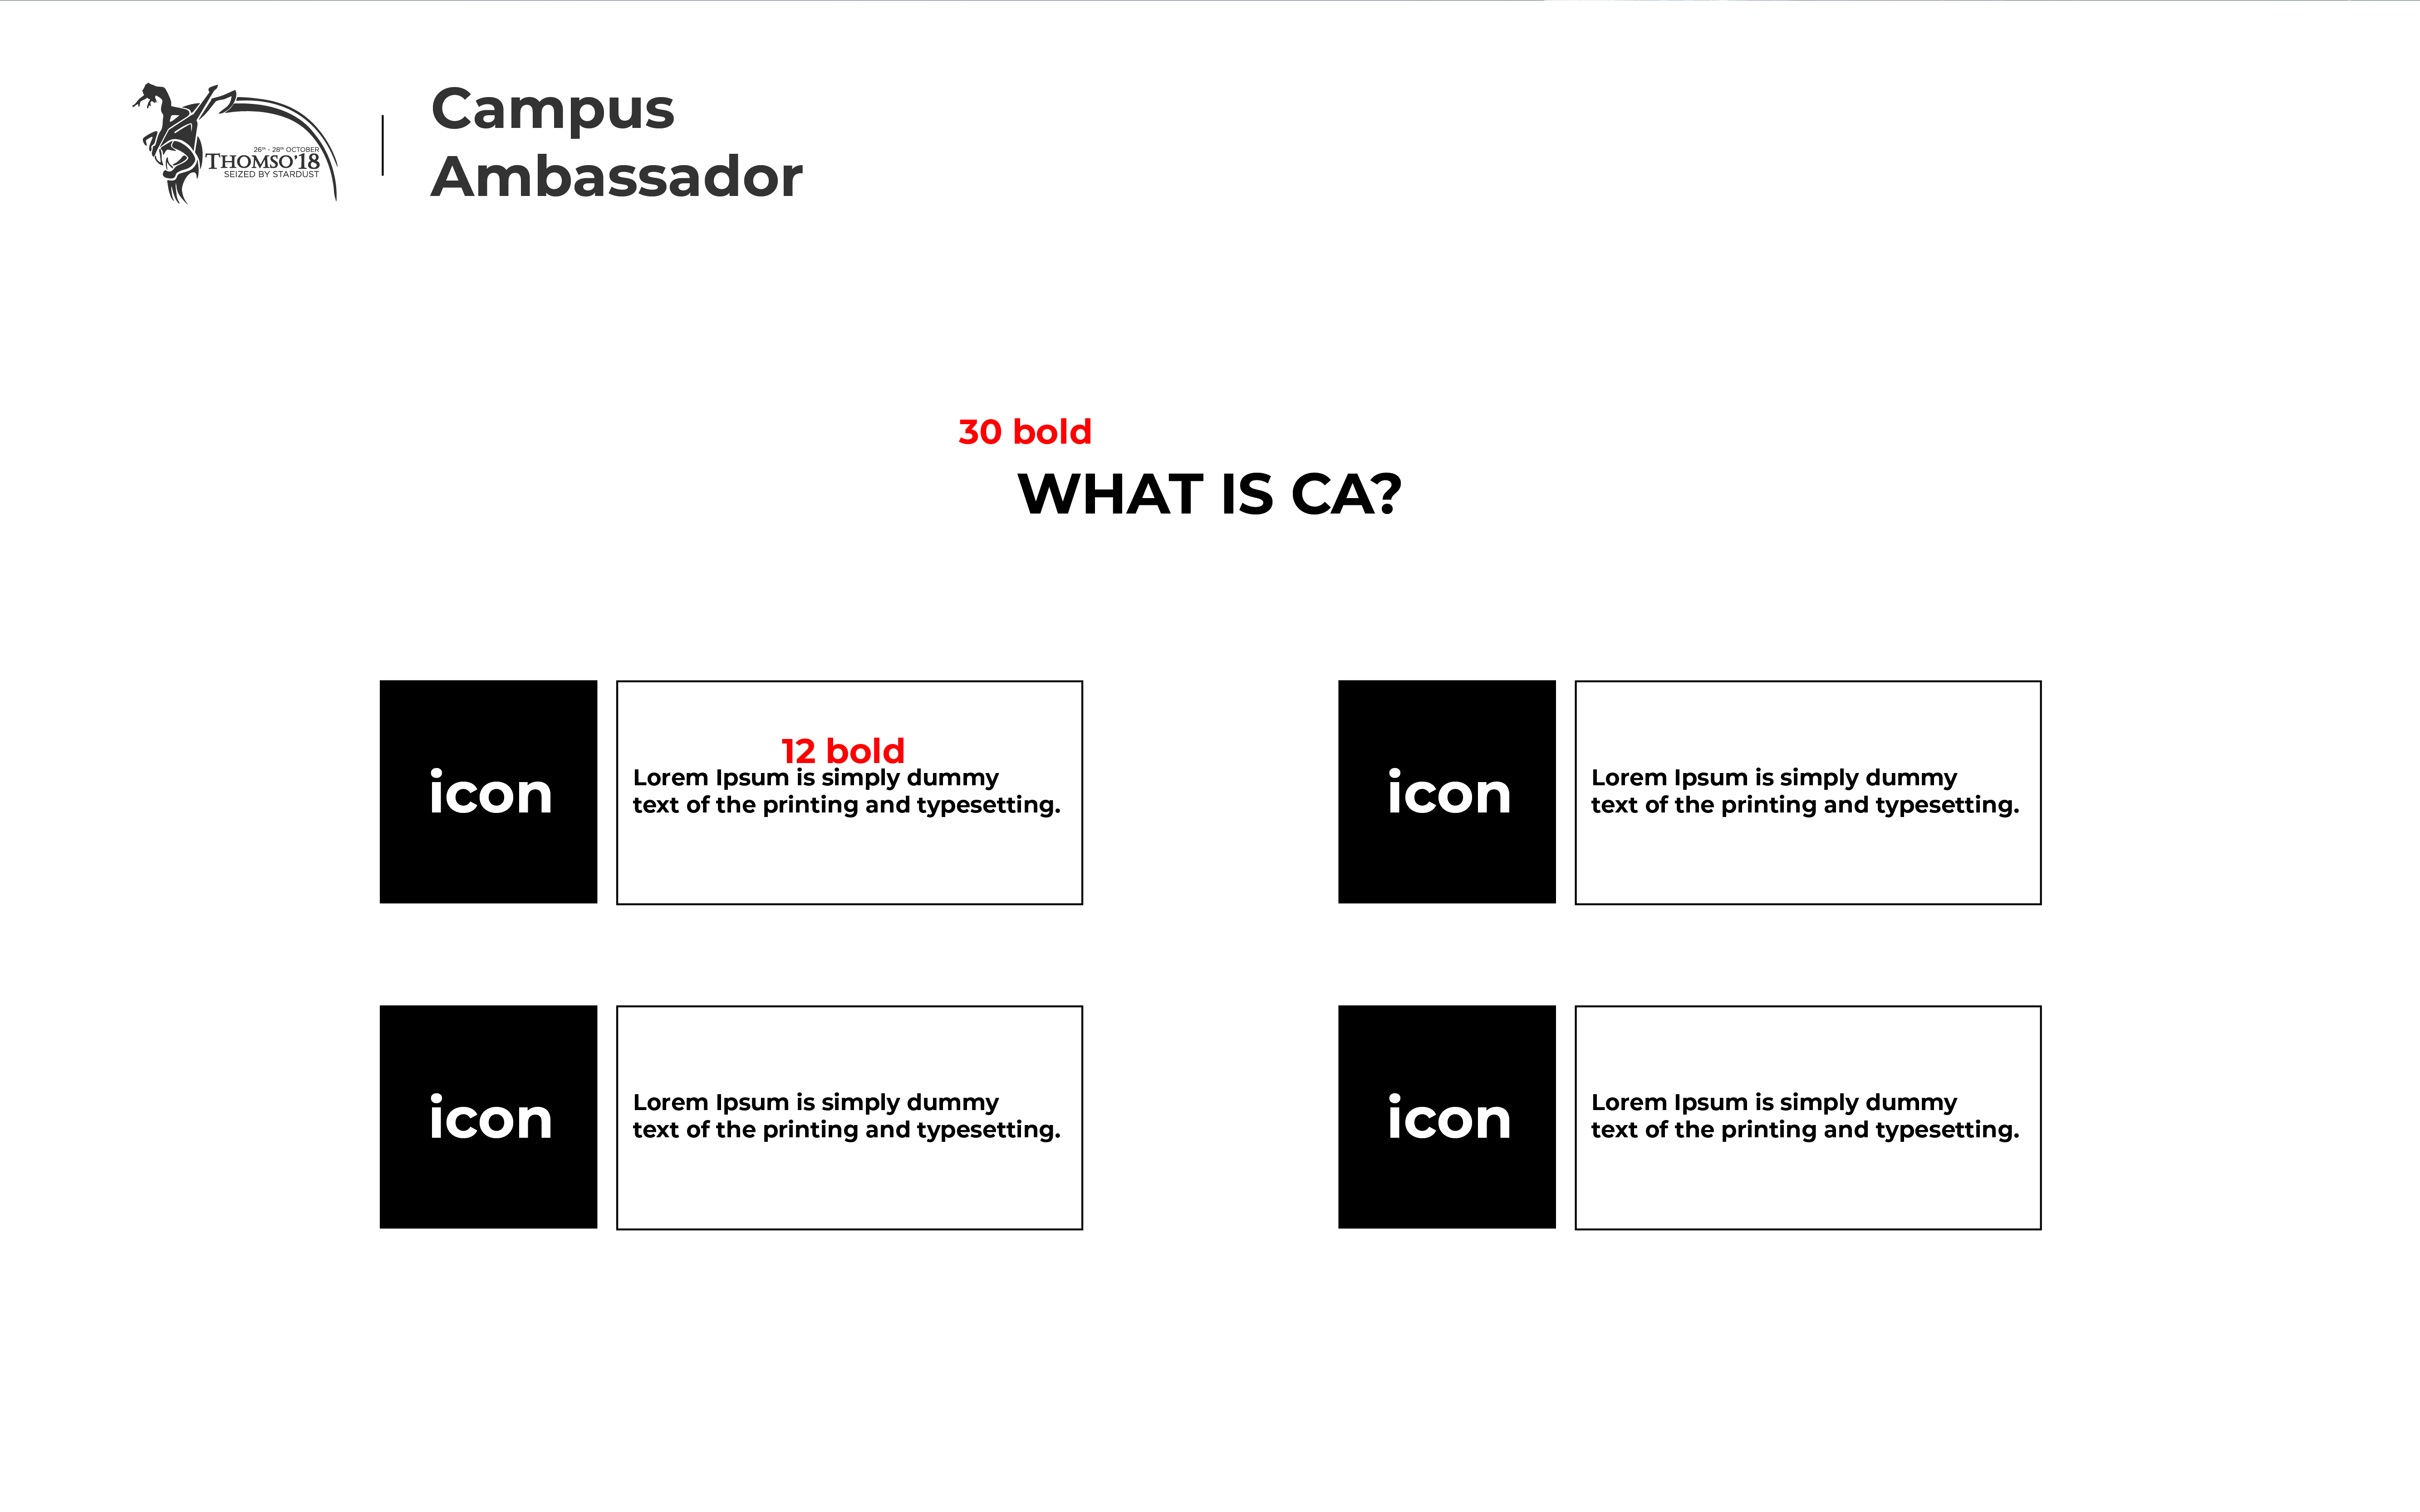 Campus
Ambassador
26th - 28th OCTOBER
THOMSO'18
SEIZED BY STARDUST
30 bold
WHAT IS CA?
icon
12 bold
Lorem Ipsum is simply dummy
text of the printing and typesetting.
icon
Lorem Ipsum is simply dummy
text of the printing and typesetting.
icon
Lorem Ipsum is simply dummy
text of the printing and typesetting.
icon
Lorem Ipsum is simply dummy
text of the printing and typesetting.